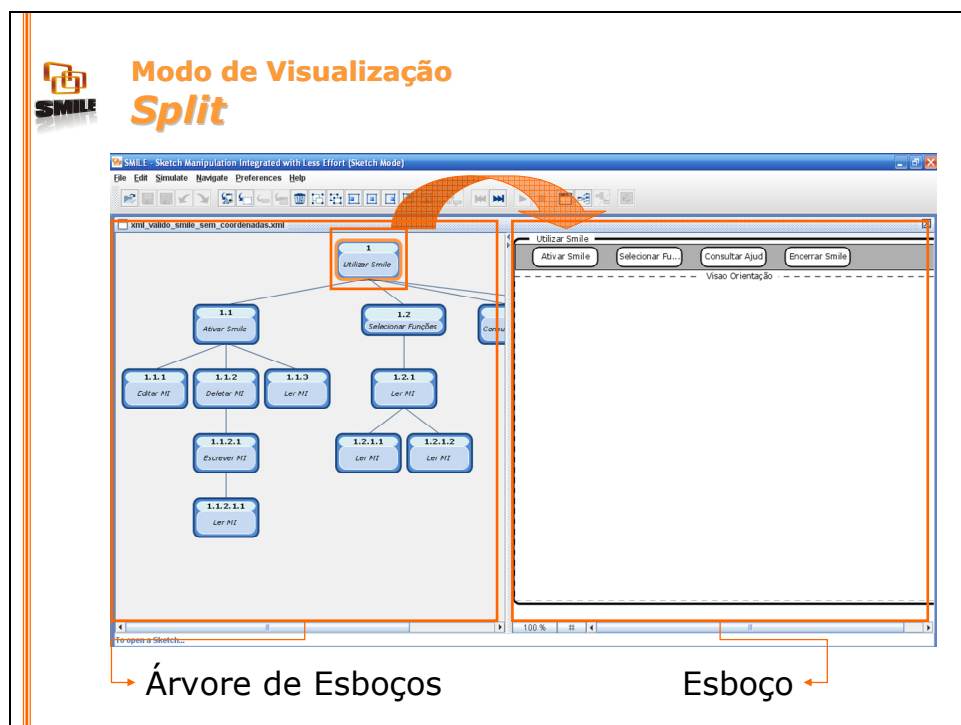 SMILE
Modo de Visualização
Split
SMILE - Sketch Manipulation Integrated with Less Effort (Sketch Mode)
File Edit Simulate Navigate Preferences Help
xml_valido_smile_sem_coordenadas.xml
1
Utilizar Smile
1.1
Ativar Smile
1.2
Selecionar Funções
Consu
1.1.1
Editar MI
1.1.2
Deletar MI
1.1.3
Ler MI
1.2.1
Ler MI
1.1.2.1
Escrever MI
1.2.1.1
Ler MI
1.2.1.2
Ler MI
1.1.2.1.1
Ler MI
To open a Sketch...
Utilizar Smile
Ativar Smile Selecionar Fu... Consultar Ajud Encerrar Smile
Visao Orientação
100 % #
Árvore de Esboços
Esboço